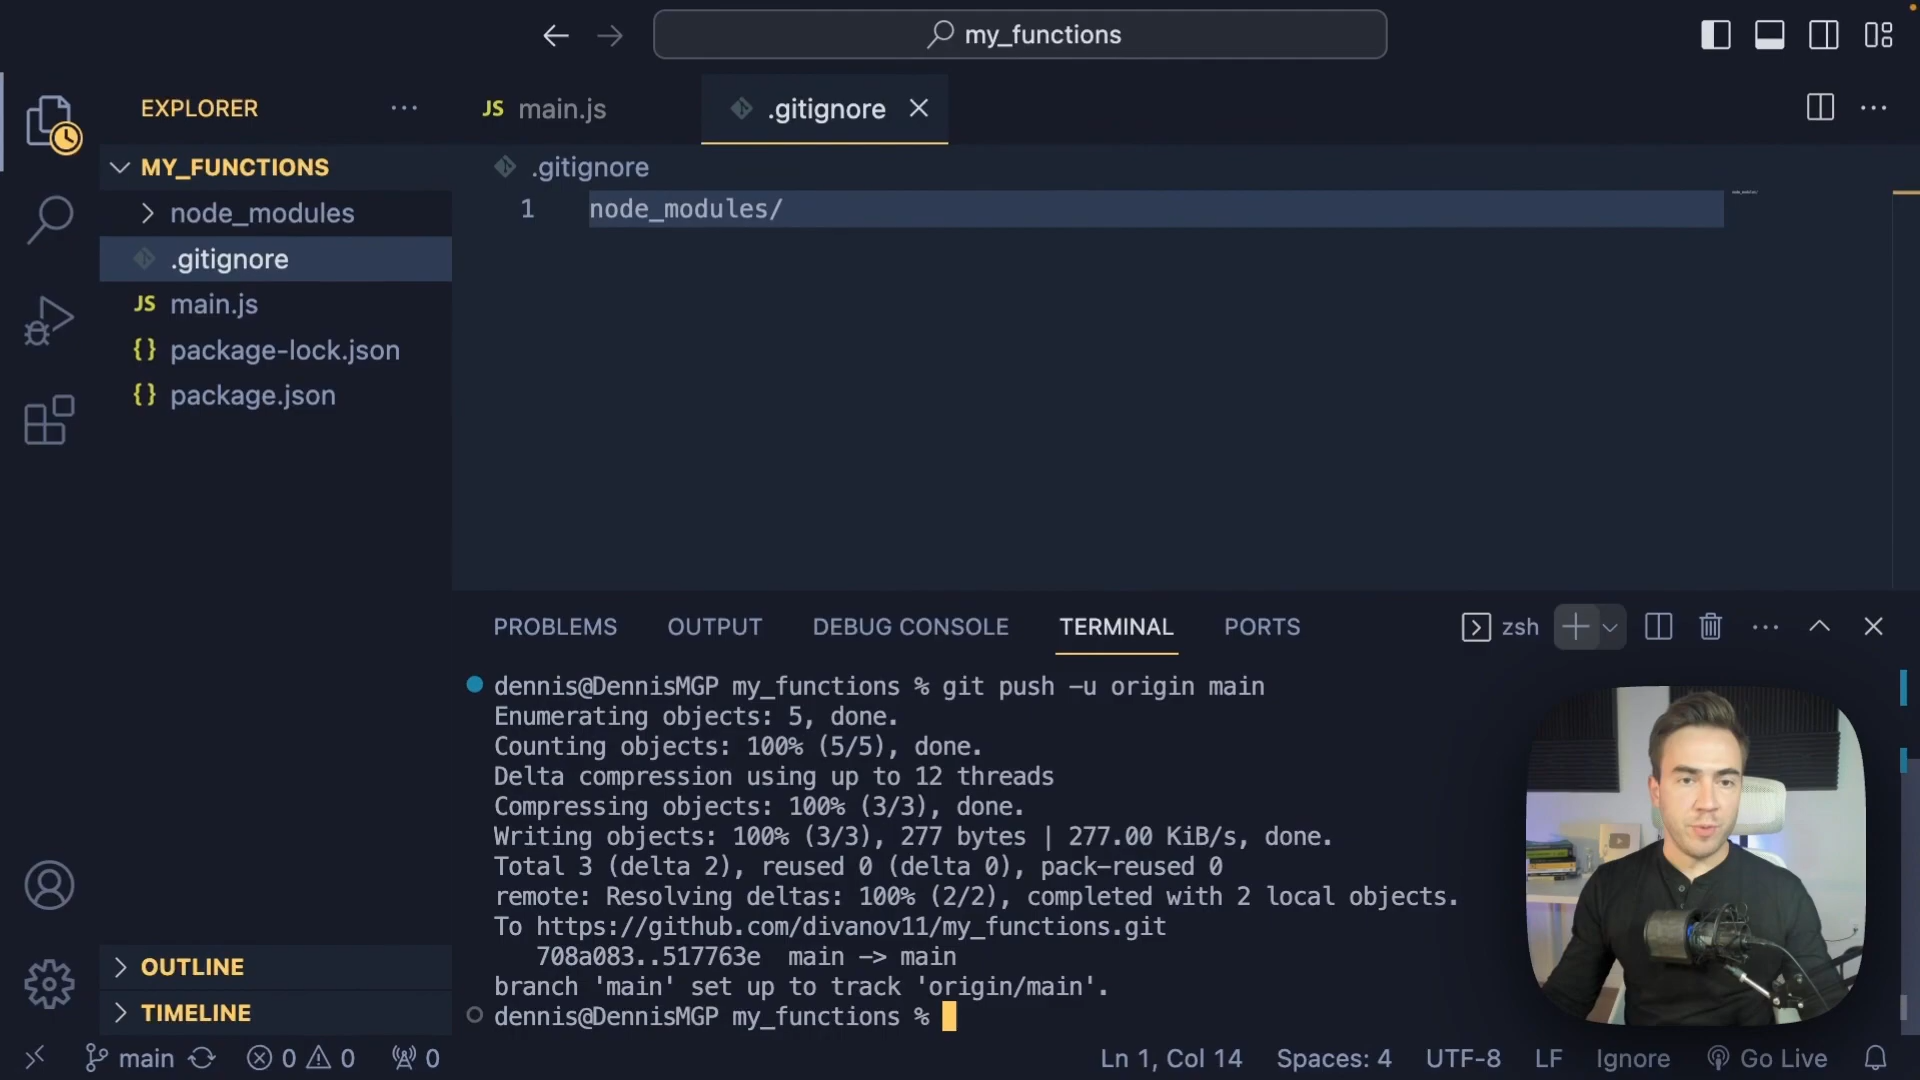 my_functions
EXPLORER
JS main.js
.gitignore
MY_FUNCTIONS
.gitignore
node_modules
1 node_modules/
.gitignore
JS main.js
{} package-lock.json
{} package.json
PROBLEMS OUTPUT DEBUG CONSOLE TERMINAL PORTS zsh
dennis@DennisMGP my_functions % git push -u origin main
Enumerating objects: 5, done.
Counting objects: 100% (5/5), done.
Delta compression using up to 12 threads
Compressing objects: 100% (3/3), done.
Writing objects: 100% (3/3), 277 bytes | 277.00 KiB/s, done.
Total 3 (delta 2), reused 0 (delta 0), pack-reused 0
remote: Resolving deltas: 100% (2/2), completed with 2 local objects.
To https://github.com/divanov11/my_functions.git
708a083..517763e main -> main
branch 'main' set up to track 'origin/main'.
dennis@DennisMGP my_functions %
OUTLINE
TIMELINE
main 0 0 0 Ln 1, Col 14 Spaces: 4 UTF-8 LF Ignore Go Live